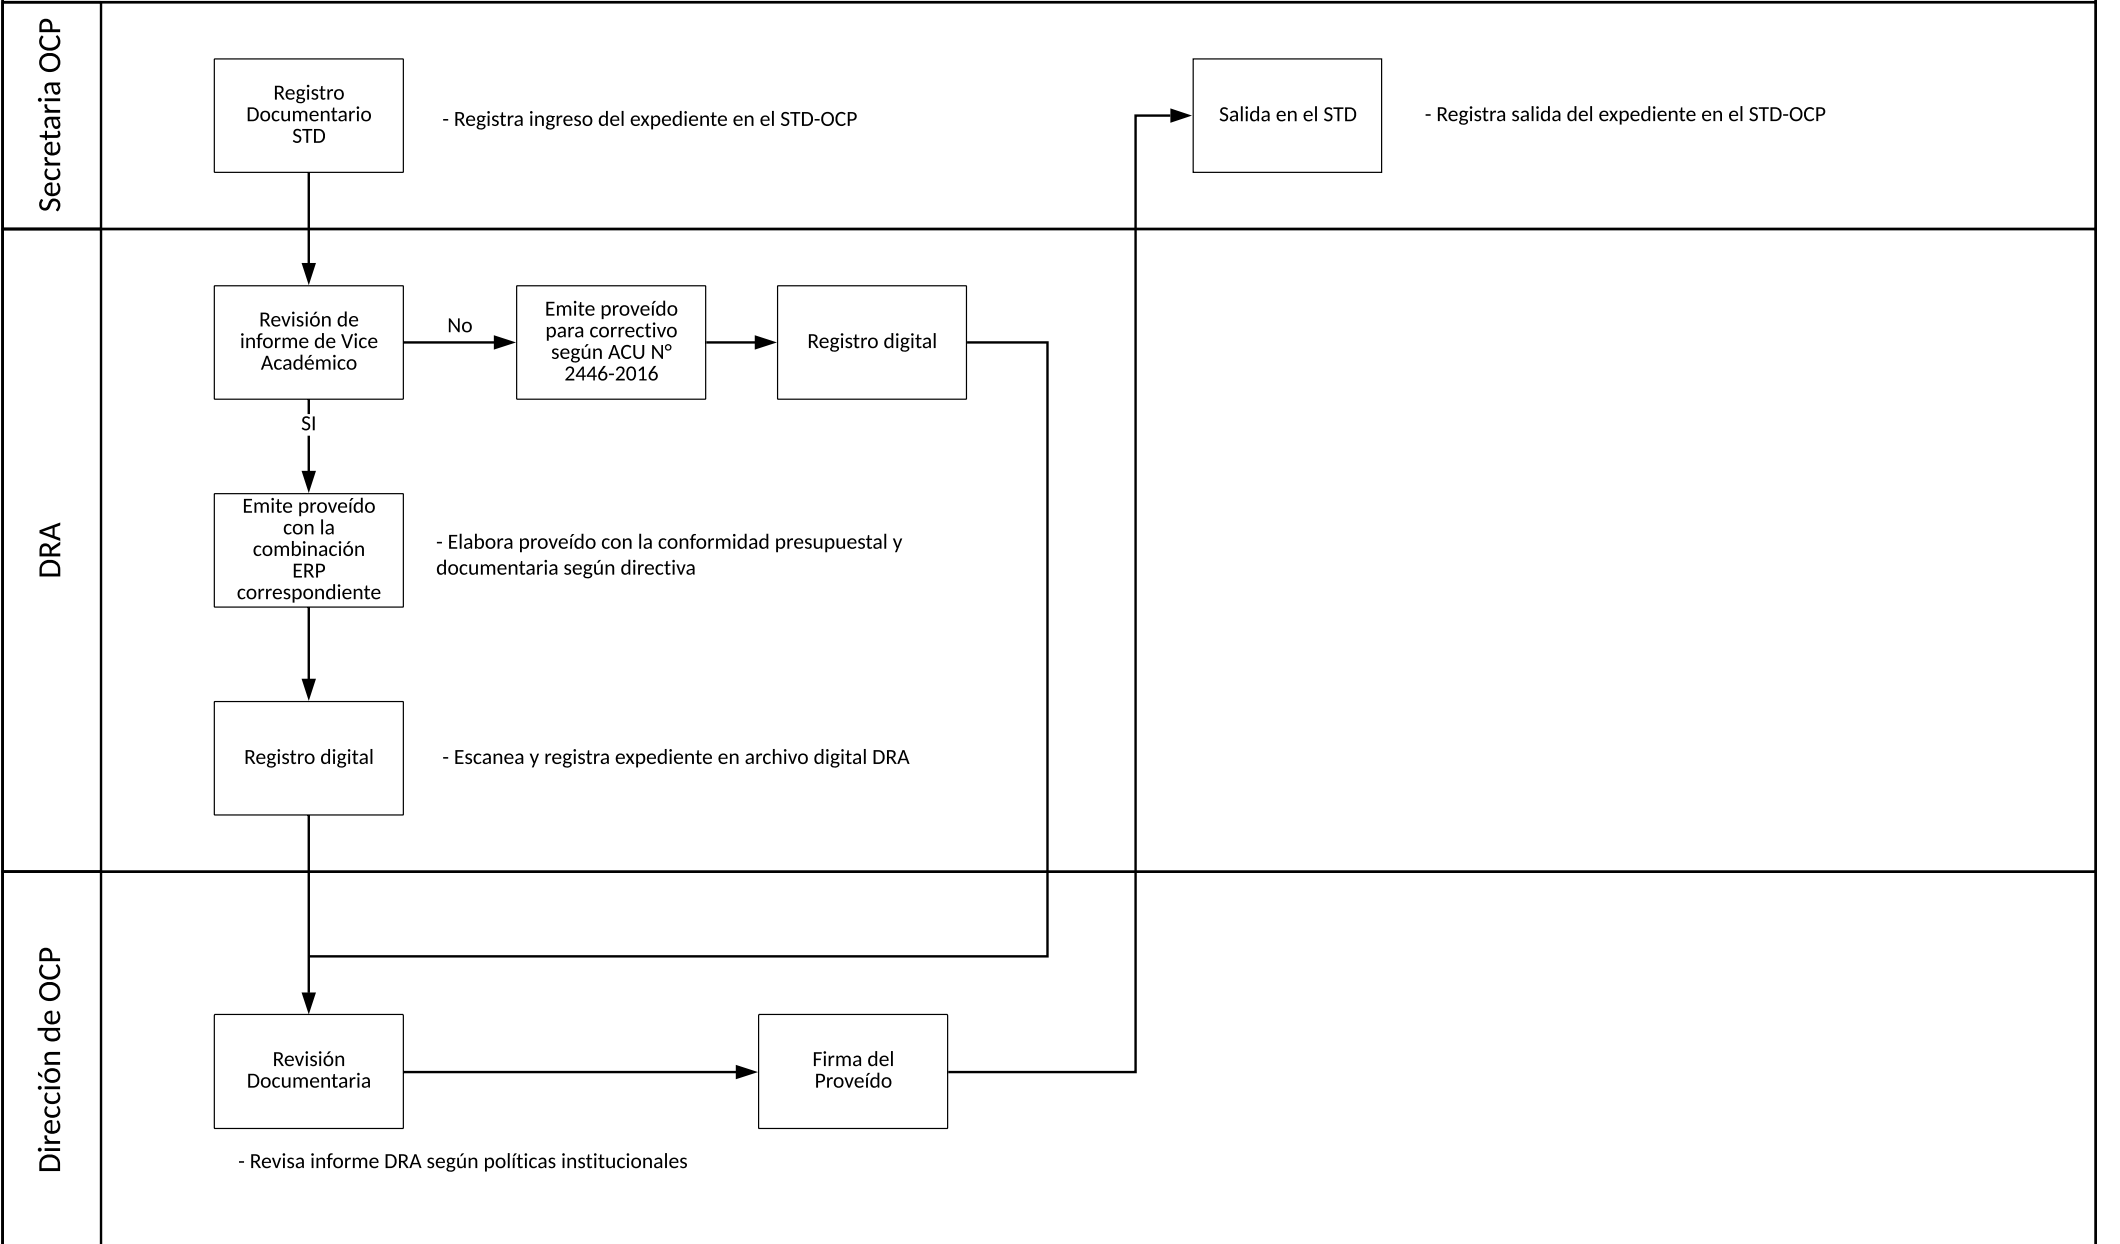 Secretaria OCP
Registro
Documentario
STD
- Registra ingreso del expediente en el STD-OCP
Salida en el STD
- Registra salida del expediente en el STD-OCP
DRA
Revisión de
informe de Vice
Académico
No
Emite proveído
para correctivo
según ACU N°
2446-2016
Registro digital
SI
Emite proveído
con la
combinación
ERP
correspondiente
- Elabora proveído con la conformidad presupuestal y
documentaria según directiva
Registro digital
- Escanea y registra expediente en archivo digital DRA
Dirección de OCP
Revisión
Documentaria
Firma del
Proveído
- Revisa informe DRA según políticas institucionales